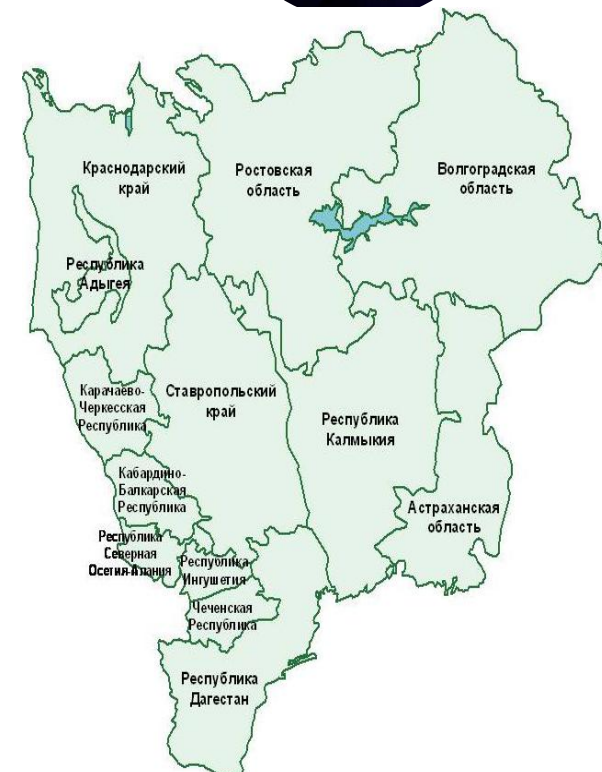 Краснодарский
край
Ростовская
область
Волгоградская
область
Республика
Адыгея
Карачаево-
Черкесская
Республика
Ставропольский
край
Республика
Калмыкия
Кабардино-
Балкарская
Республика
Астраханская
область
Республика
Северная
Осетия-Алания
Республика
Ингушетия
Чеченская
Республика
Республика
Дагестан